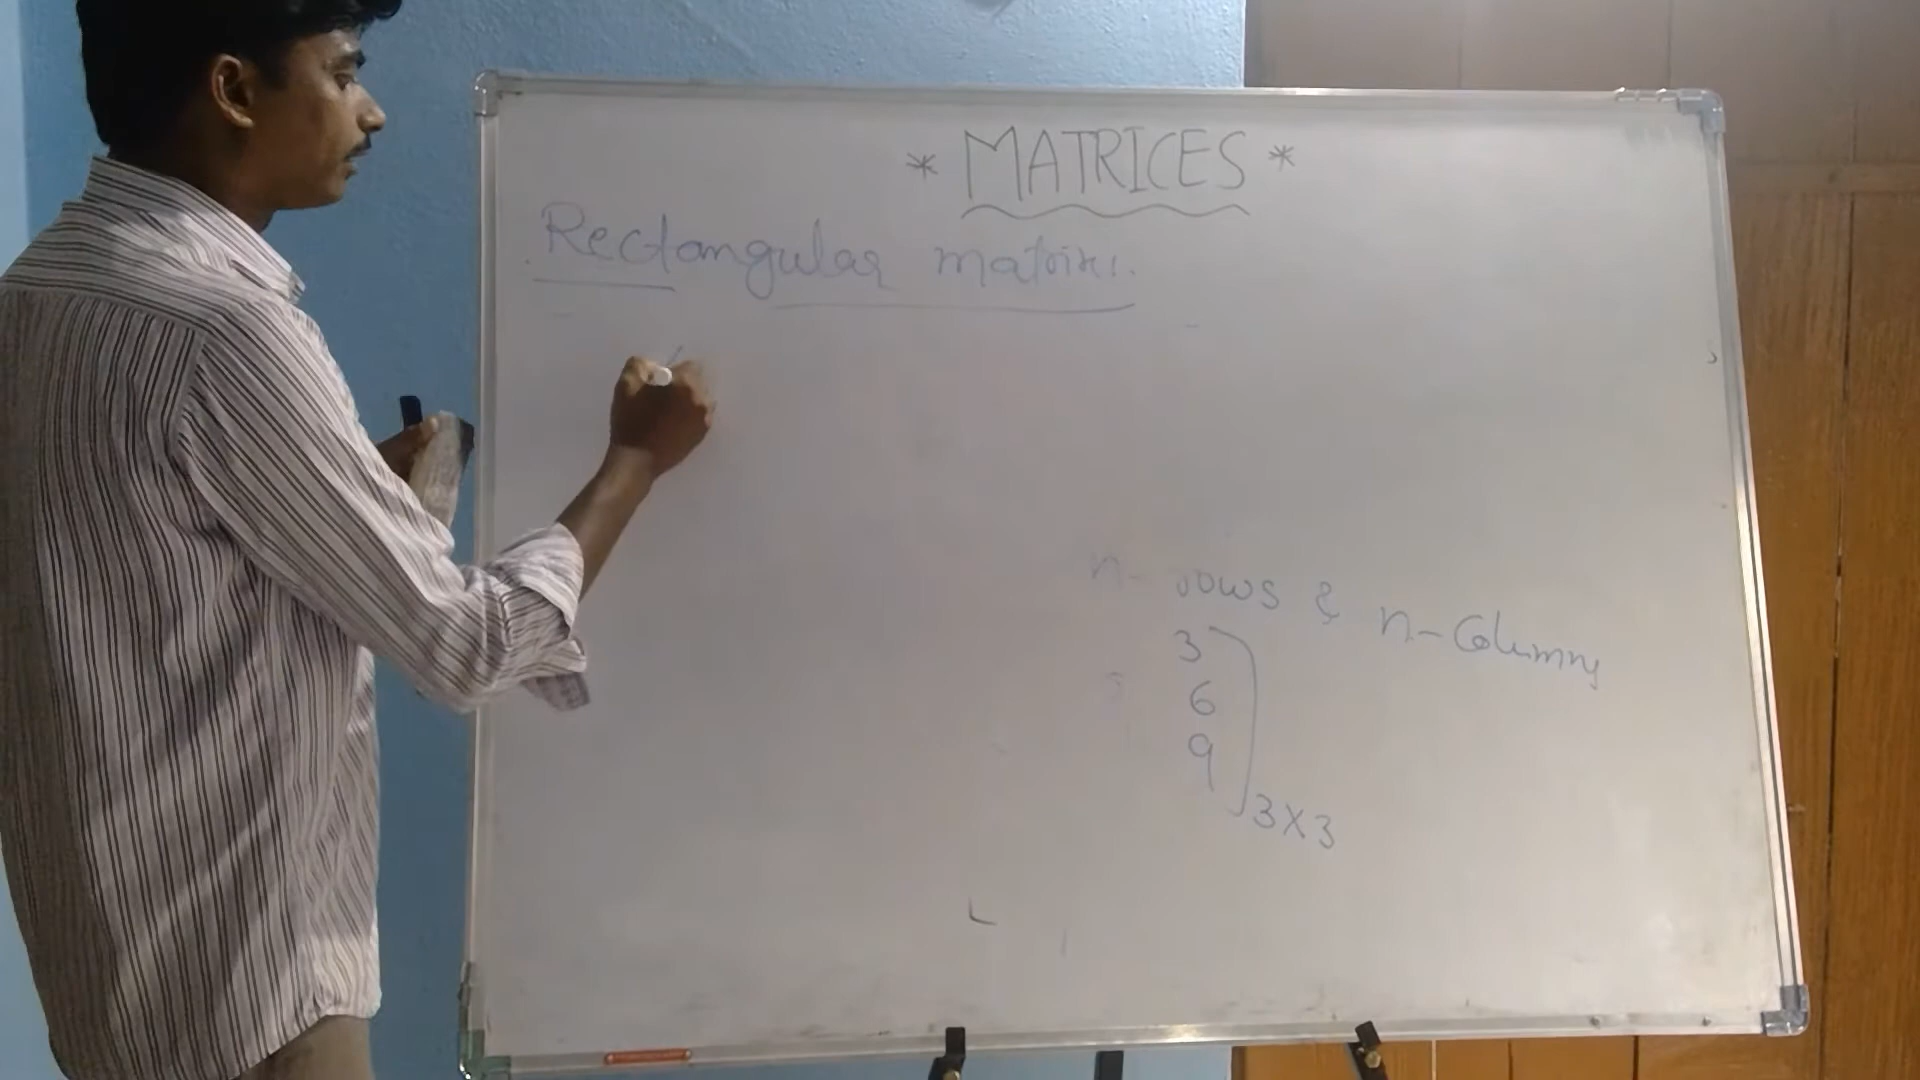 * MATRICES *
Rectangular matrix:.
n- rows & n-Columns
3
6
9
3x3